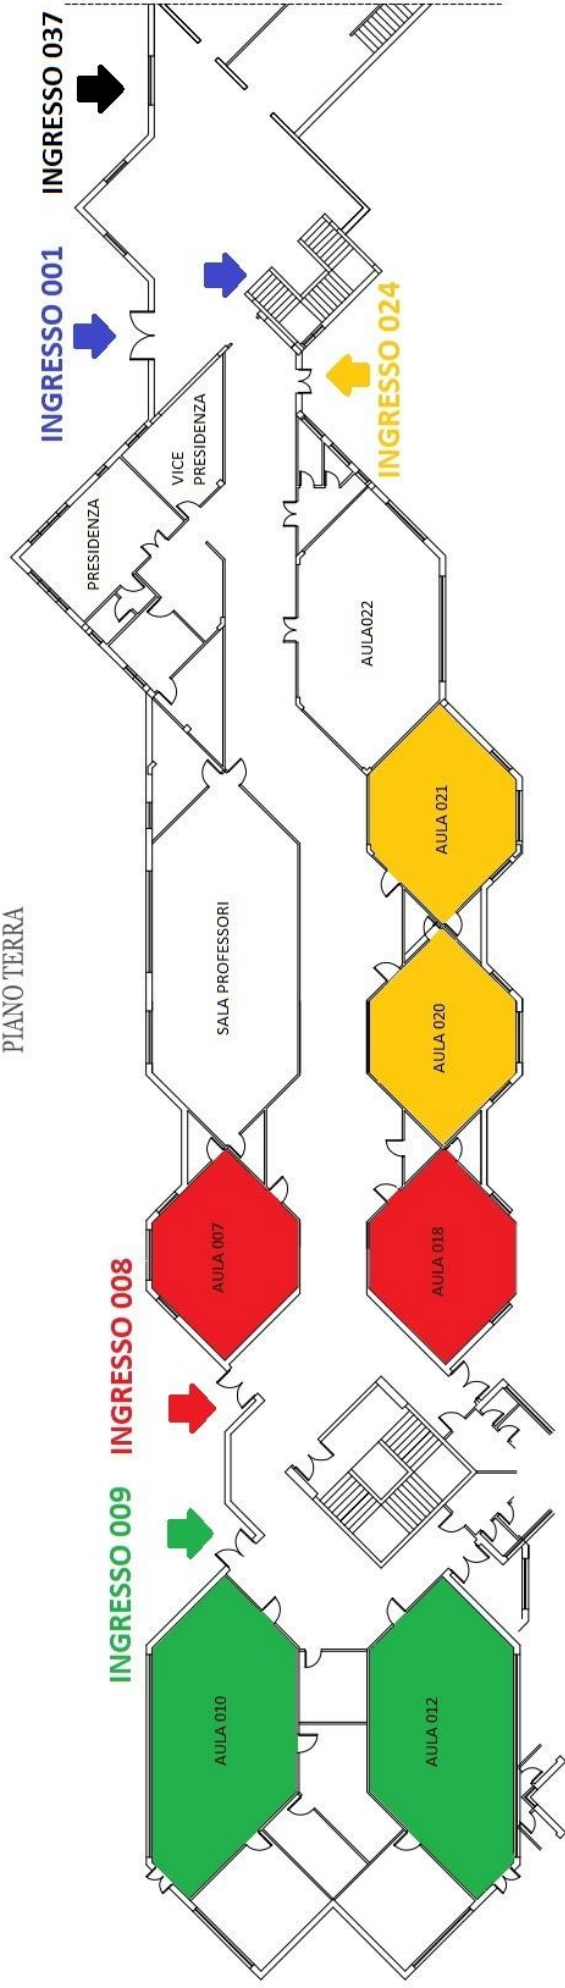 PIANO TERRA
INGRESSO 009
INGRESSO 008
INGRESSO 001
INGRESSO 037
AULA 010
AULA 007
SALA PROFESSORI
PRESIDENZA
VICE
PRESIDENZA
AULA 012
AULA 018
AULA 020
AULA 021
AULA022
INGRESSO 024